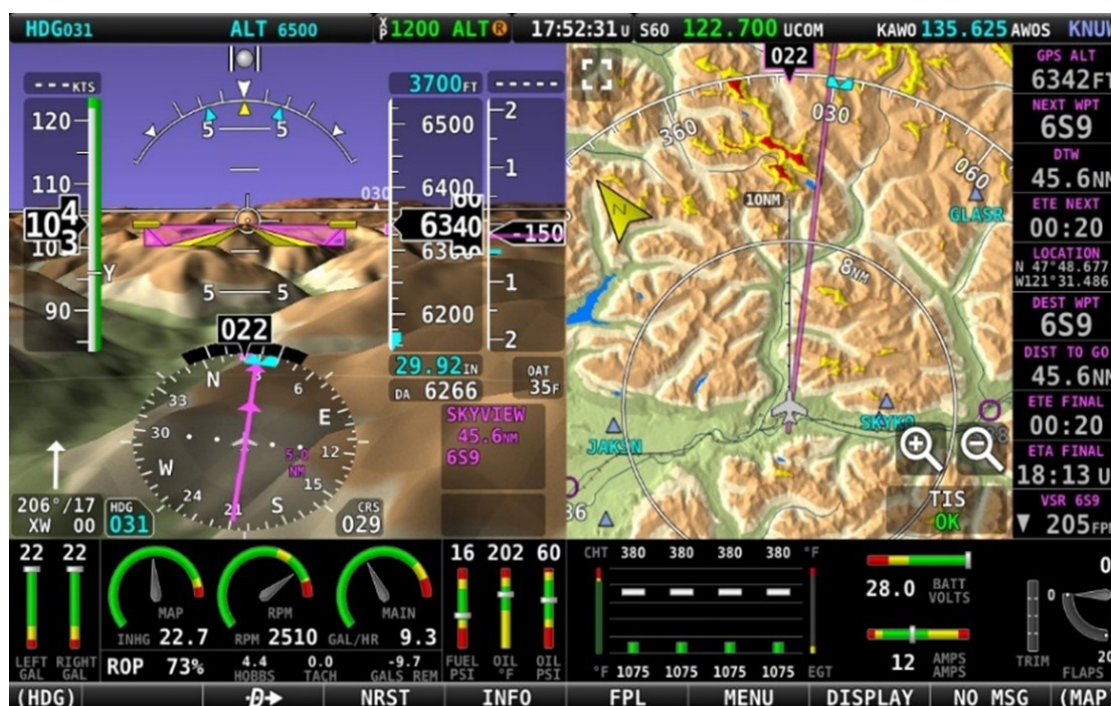 HDG031 ALT 6500 XP 1200 ALT R 17:52:31 U S60 122.700 UCOM KAWO 135.625 AWOS
---KTS
120
110
104
103
90
Y
3700FT
-----
6500
6400
6340
6200
2
1
-150
1
2
5 5
030
5 5
022
29.92IN
DA 6266
OAT
35F
SKYVIEW
45.6NM
6S9
N
3
6
E
12
15
S
21
24
W
30
33
5.0
NM
206°/17
XW 00
HDG
031
CRS
029
022
360
030
060
10NM
8NM
N
GLASR
JAKSN
SKYKO
TIS
OK
GPS ALT
6342FT
NEXT WPT
6S9
DTW
45.6NM
ETE NEXT
00:20
LOCATION
N 47°48.677
W121°31.486
DEST WPT
6S9
DIST TO GO
45.6NM
ETE FINAL
00:20
ETA FINAL
18:13 U
VSR 6S9
205FPM
22 22
LEFT GAL
RIGHT GAL
MAP
INHG 22.7
RPM
RPM 2510
MAIN
GAL/HR 9.3
ROP 73%
4.4 HOBBS
0.0 TACH
-9.7 GALS REM
16 202 60
FUEL PSI
OIL °F
OIL PSI
CHT 380 380 380 380 °F
°F 1075 1075 1075 1075 EGT
28.0 BATT VOLTS
12 AMPS AMPS
TRIM
0
FLAPS
(HDG) D NRST INFO FPL MENU DISPLAY NO MSG (MAP